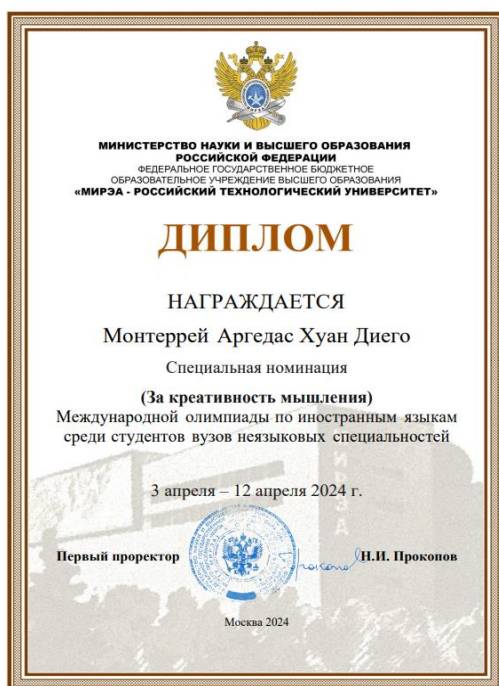 МИНИСТЕРСТВО НАУКИ И ВЫСШЕГО ОБРАЗОВАНИЯ
РОССИЙСКОЙ ФЕДЕРАЦИИ
ФЕДЕРАЛЬНОЕ ГОСУДАРСТВЕННОЕ БЮДЖЕТНОЕ
ОБРАЗОВАТЕЛЬНОЕ УЧРЕЖДЕНИЕ ВЫСШЕГО ОБРАЗОВАНИЯ
«МИРЭА - РОССИЙСКИЙ ТЕХНОЛОГИЧЕСКИЙ УНИВЕРСИТЕТ»
ДИПЛОМ
НАГРАЖДАЕТСЯ
Монтеррей Аргедас Хуан Диего
Специальная номинация
(За креативность мышления)
Международной олимпиады по иностранным языкам
среди студентов вузов неязыковых специальностей
3 апреля – 12 апреля 2024 г.
Первый проректор Н.И. Прокопов
Москва 2024